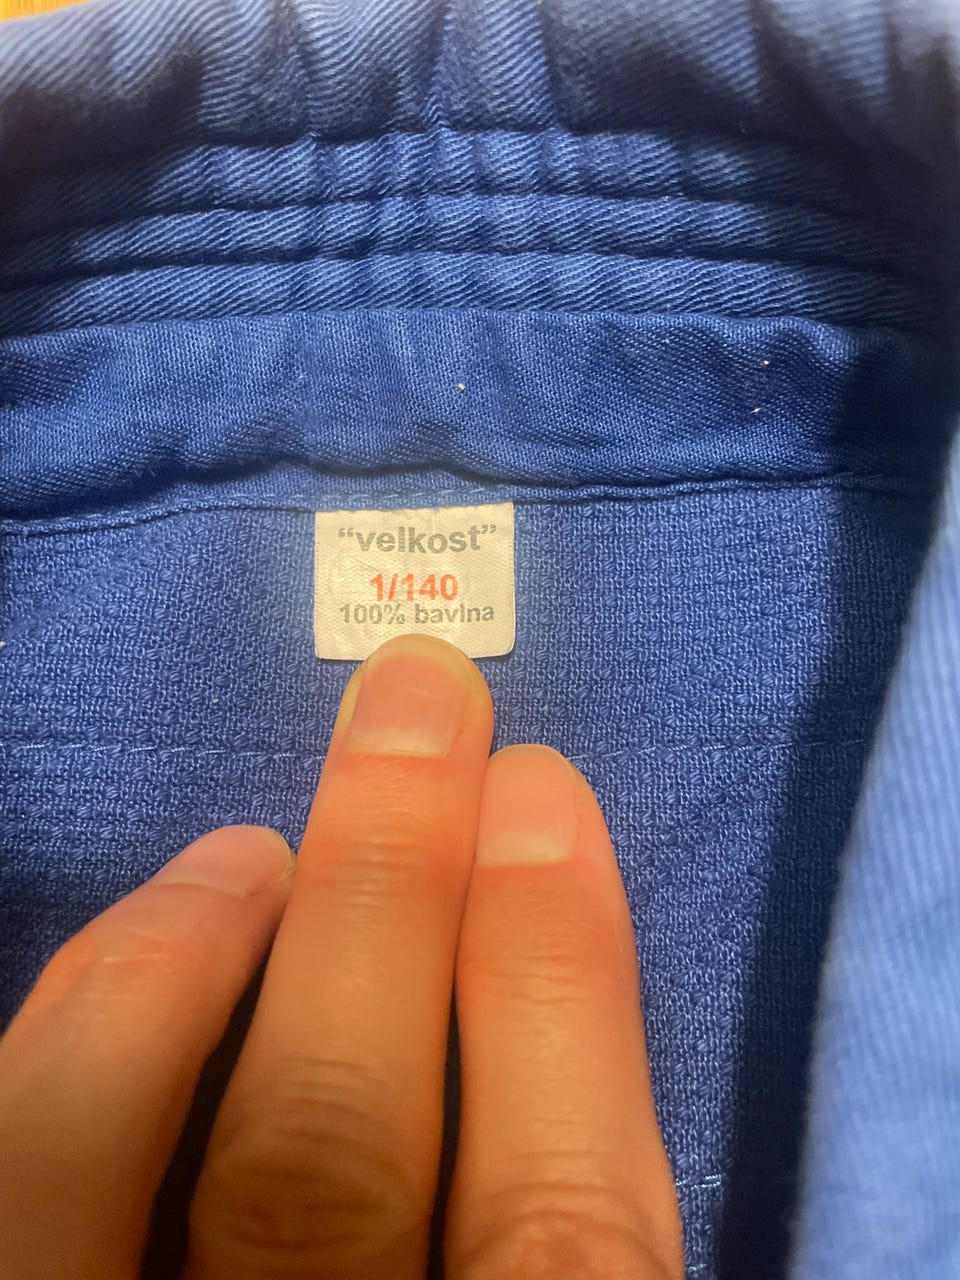 “velkost”
1/140
100% bavlna